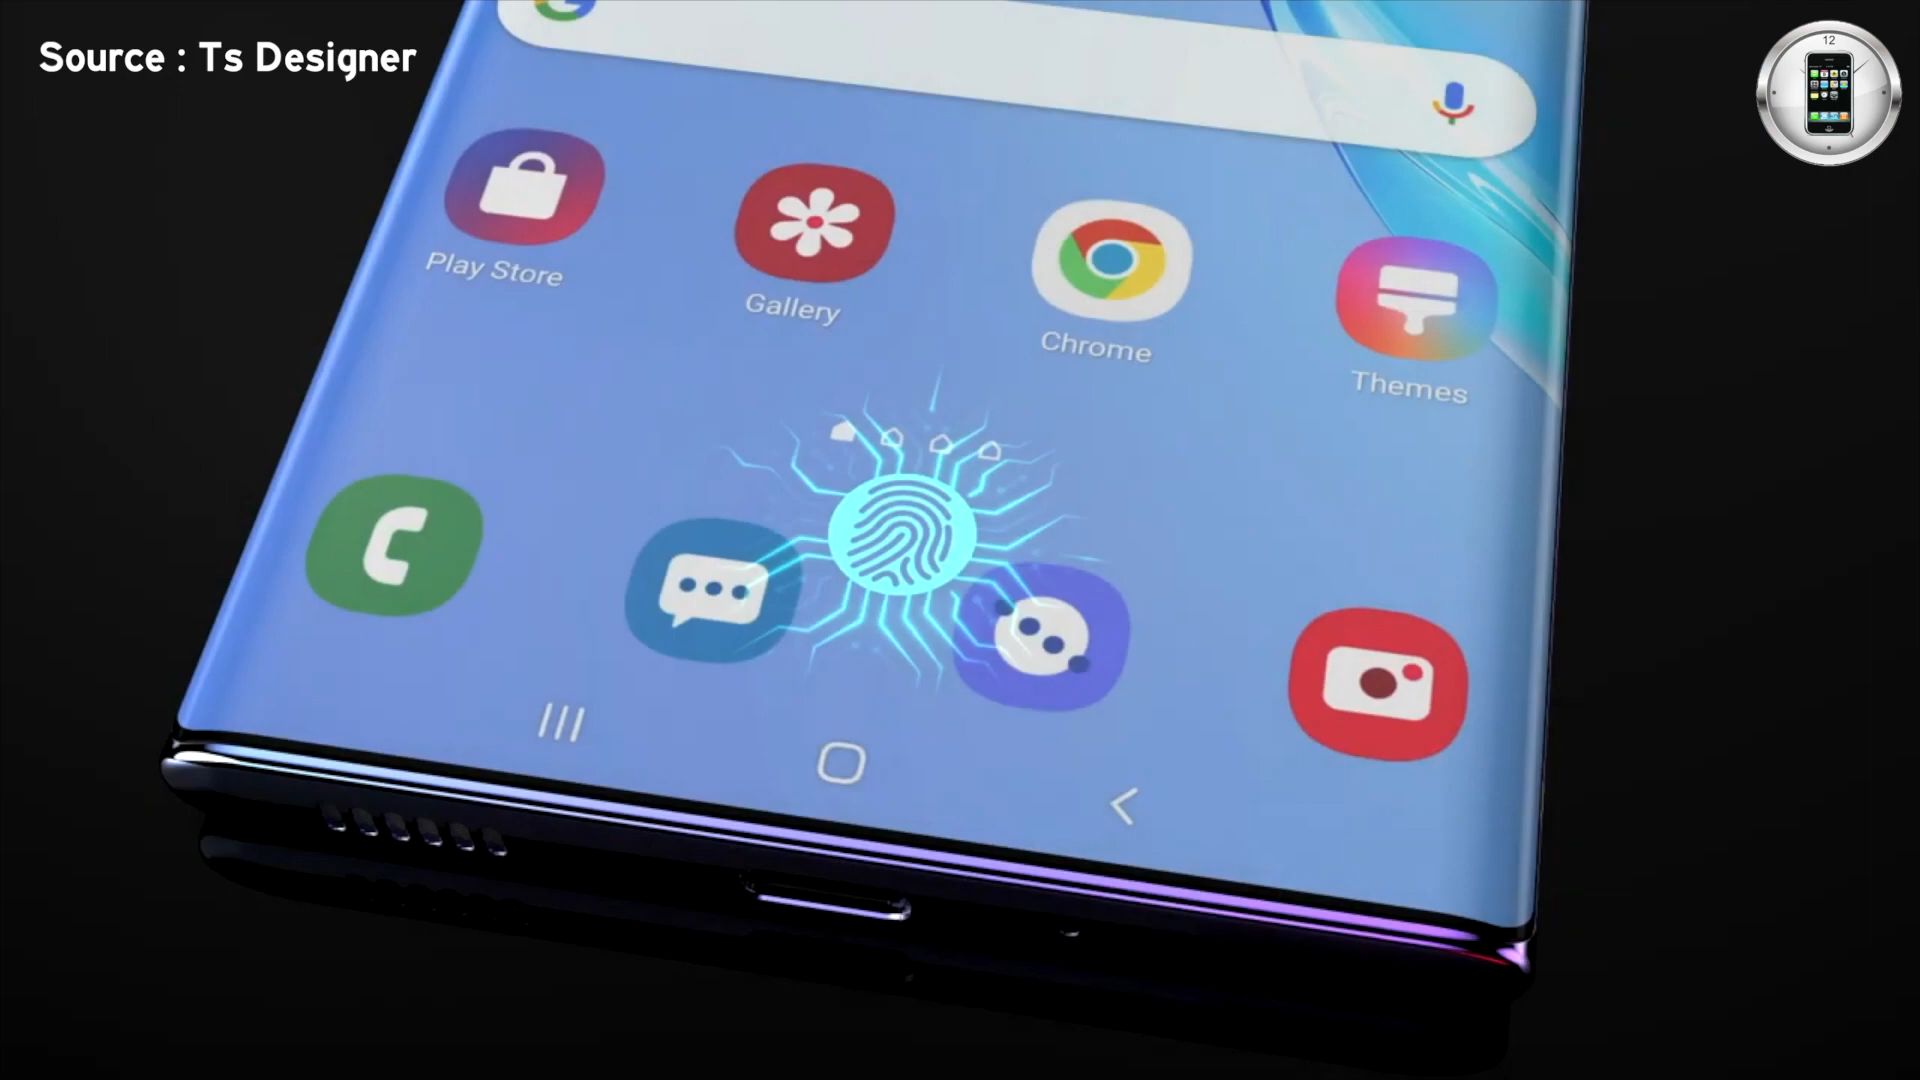 Source : Ts Designer
12
Play Store
Gallery
Chrome
Themes